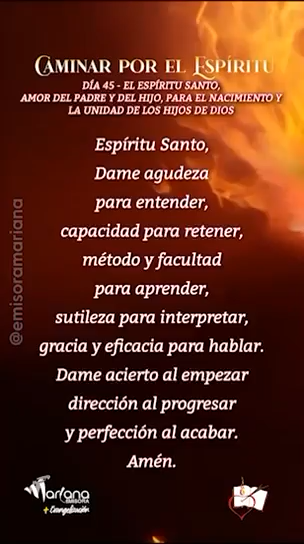 CAMINAR POR EL ESPÍRITU
DÍA 45 - EL ESPÍRITU SANTO,
AMOR DEL PADRE Y DEL HIJO, PARA EL NACIMIENTO Y
LA UNIDAD DE LOS HIJOS DE DIOS
Espíritu Santo,
Dame agudeza
para entender,
capacidad para retener,
método y facultad
para aprender,
sutileza para interpretar,
gracia y eficacia para hablar.
Dame acierto al empezar
dirección al progresar
y perfección al acabar.
Amén.
@emisoramariana
Mariana
EMISORA
+ Evangelización